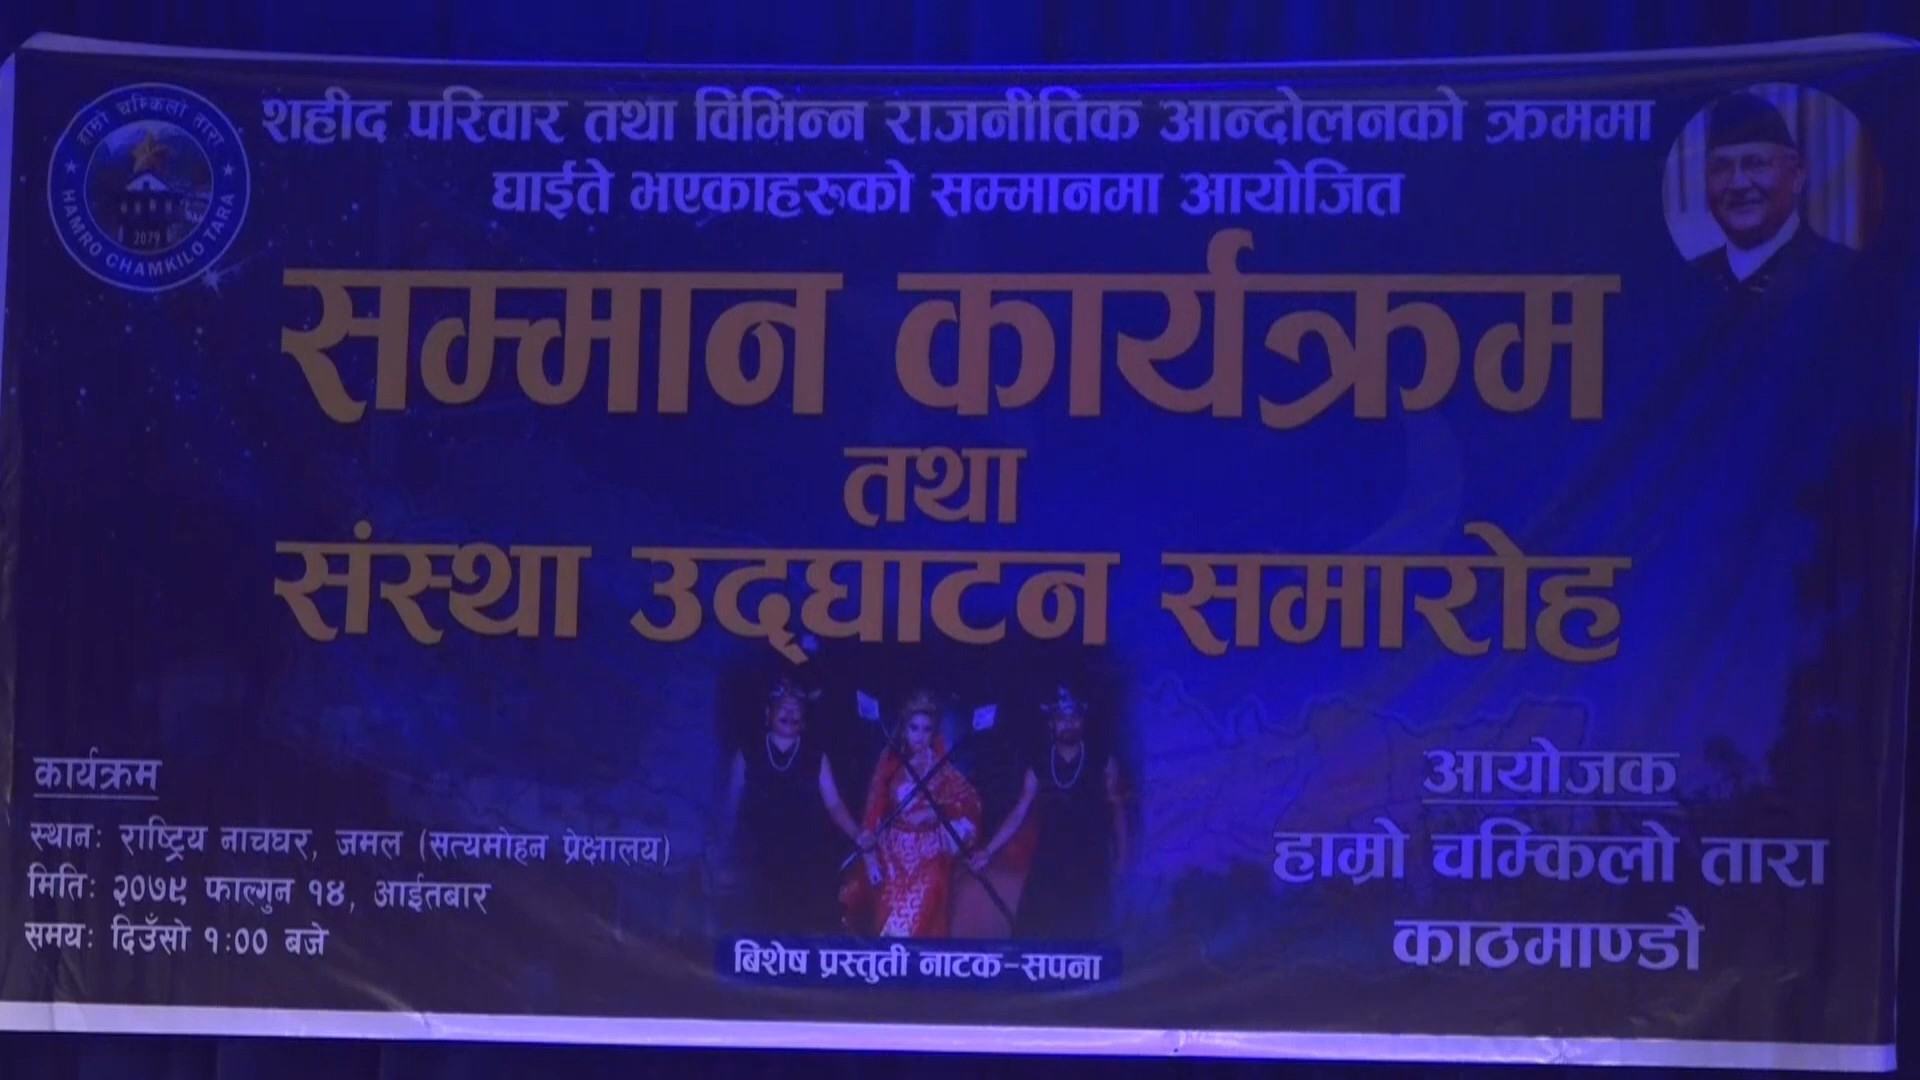 हाम्रो चम्किलो तारा
HAMRO CHAMKILO TARA
2079
शहीद परिवार तथा विभिन्न राजनीतिक आन्दोलनको क्रममा
घाईते भएकाहरुको सम्मानमा आयोजित
सम्मान कार्यक्रम
तथा
संस्था उद्घाटन समारोह
कार्यक्रम
स्थानः राष्ट्रिय नाचघर, जमल (सत्यमोहन प्रेक्षालय)
मितिः २०७९ फाल्गुन १४, आईतबार
समयः दिउँसो १:०० बजे
बिशेष प्रस्तुती नाटक-सपना
आयोजक
हाम्रो चम्किलो तारा
काठमाण्डौ